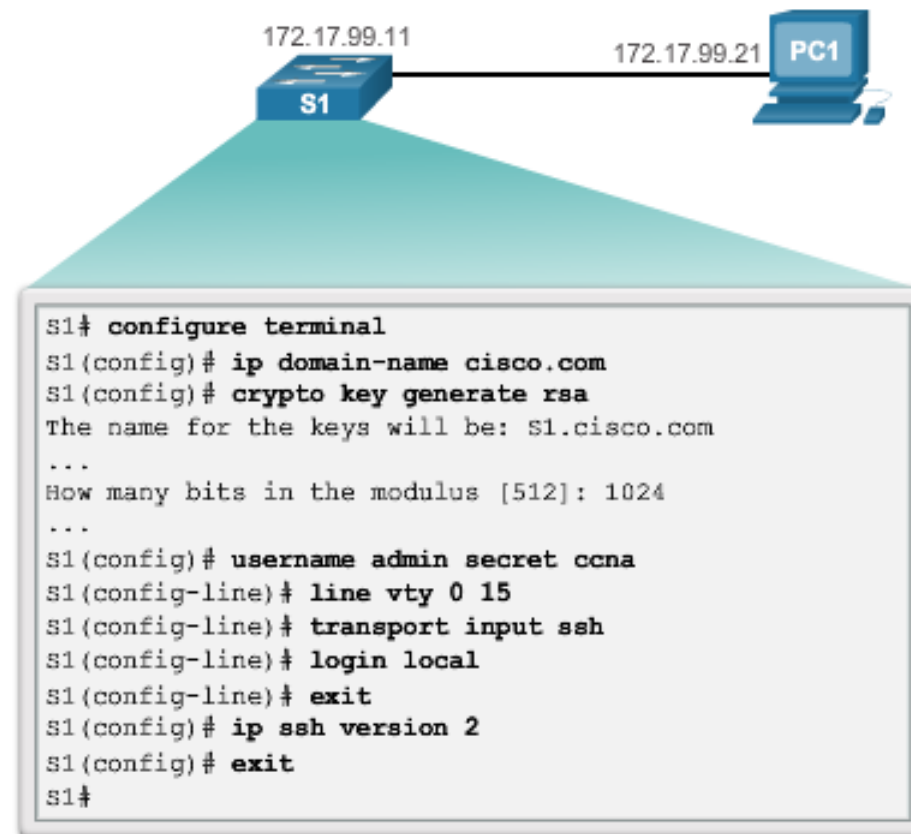 172.17.99.11
172.17.99.21
PC1
S1
S1# configure terminal
S1(config)# ip domain-name cisco.com
S1(config)# crypto key generate rsa
The name for the keys will be: S1.cisco.com
...
How many bits in the modulus [512]: 1024
...
S1(config)# username admin secret ccna
S1(config-line)# line vty 0 15
S1(config-line)# transport input ssh
S1(config-line)# login local
S1(config-line)# exit
S1(config)# ip ssh version 2
S1(config)# exit
S1#